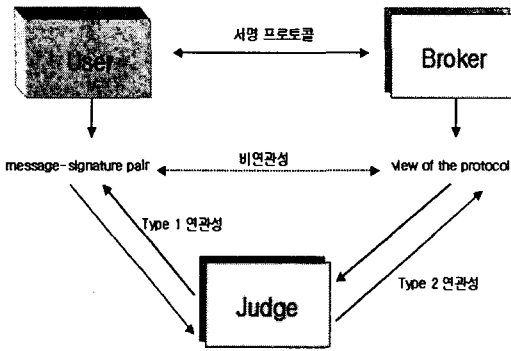 User
서명 프로토콜
Broker
message-signature pair
비연관성
view of the protocol
Type 1 연관성
Type 2 연관성
Judge